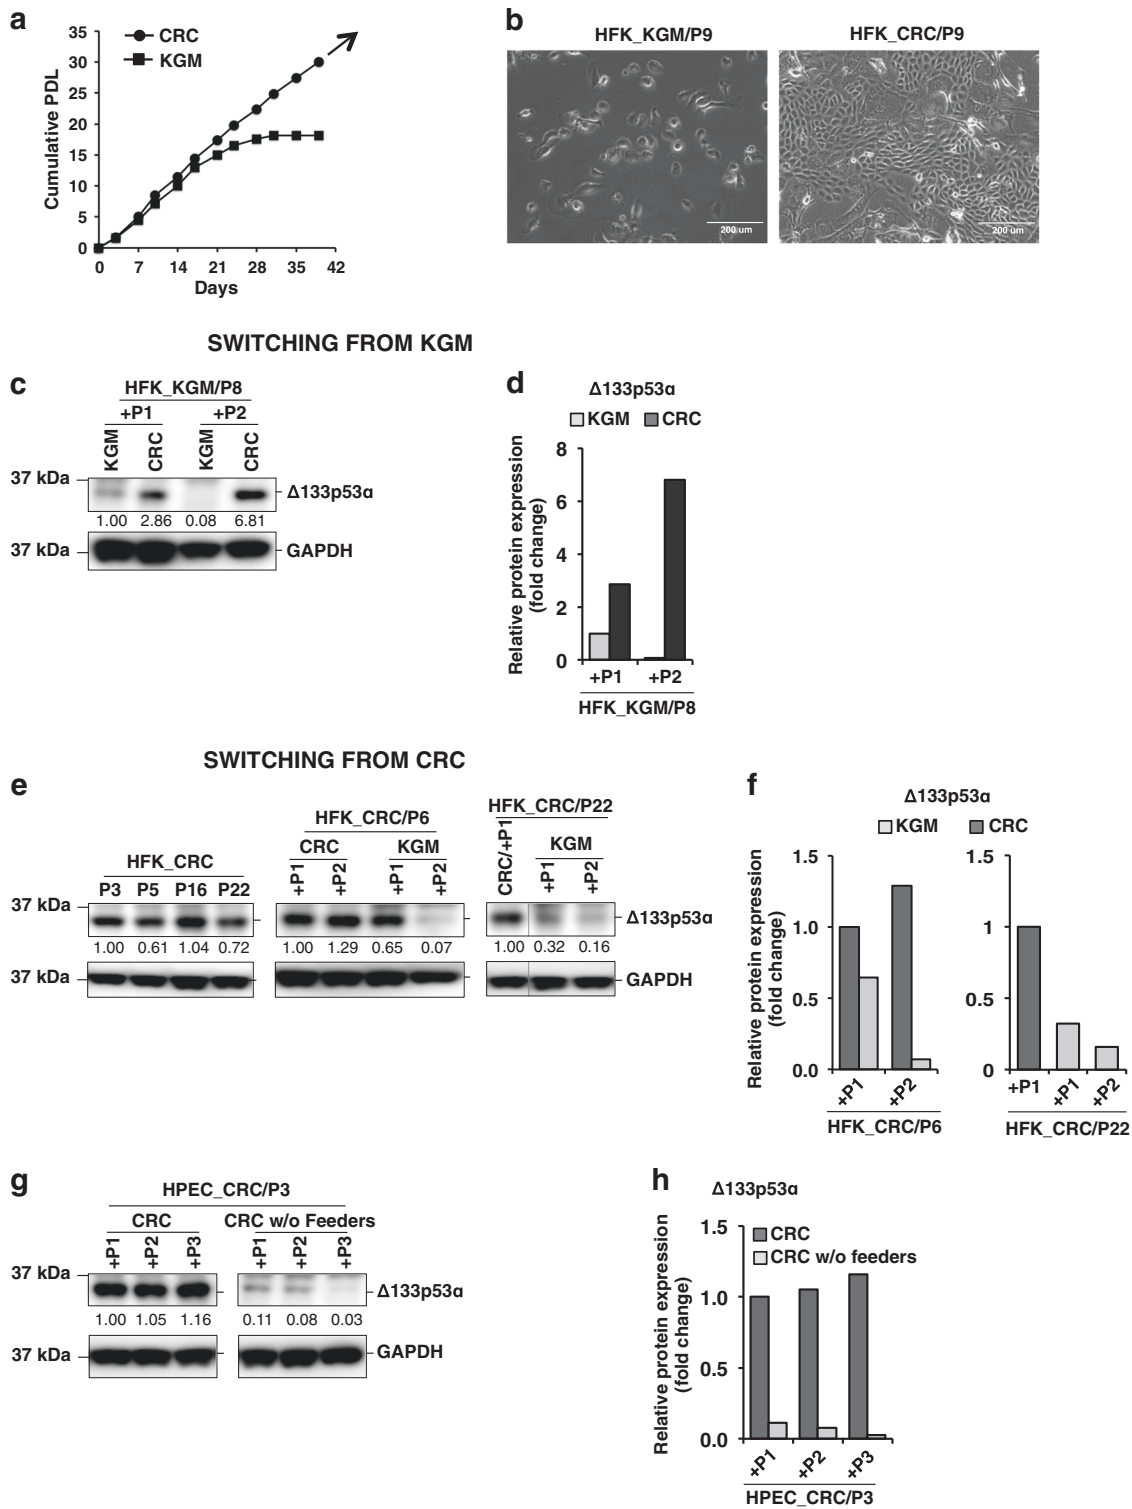 a
35
30
25
20
15
10
5
0
Cumulative PDL
CRC
KGM
0 7 14 21 28 35 42
Days
b
HFK_KGM/P9
HFK_CRC/P9
200 um
200 um
SWITCHING FROM KGM
c
HFK_KGM/P8
+P1 +P2
KGM CRC KGM CRC
37 kDa
Δ133p53α
1.00 2.86 0.08 6.81
37 kDa
GAPDH
d
Δ133p53α
KGM CRC
Relative protein expression
(fold change)
8
6
4
2
0
+P1 +P2
HFK_KGM/P8
SWITCHING FROM CRC
e
HFK_CRC
P3 P5 P16 P22
HFK_CRC/P6
CRC KGM
+P1 +P2 +P1 +P2
HFK_CRC/P22
CRC/+P1
KGM
+P1 +P2
37 kDa
Δ133p53α
1.00 0.61 1.04 0.72
1.00 1.29 0.65 0.07
1.00 0.32 0.16
37 kDa
GAPDH
f
Δ133p53α
KGM CRC
Relative protein expression
(fold change)
1.5
1.0
0.5
0.0
+P1 +P2
HFK_CRC/P6
1.5
1
0.5
0
+P1 +P1 +P2
HFK_CRC/P22
g
HPEC_CRC/P3
CRC CRC w/o Feeders
+P1 +P2 +P3 +P1 +P2 +P3
37 kDa
Δ133p53α
1.00 1.05 1.16 0.11 0.08 0.03
37 kDa
GAPDH
h
Δ133p53α
CRC
CRC w/o feeders
Relative protein expression
(fold change)
1.5
1.0
0.5
0.0
+P1 +P2 +P3
HPEC_CRC/P3